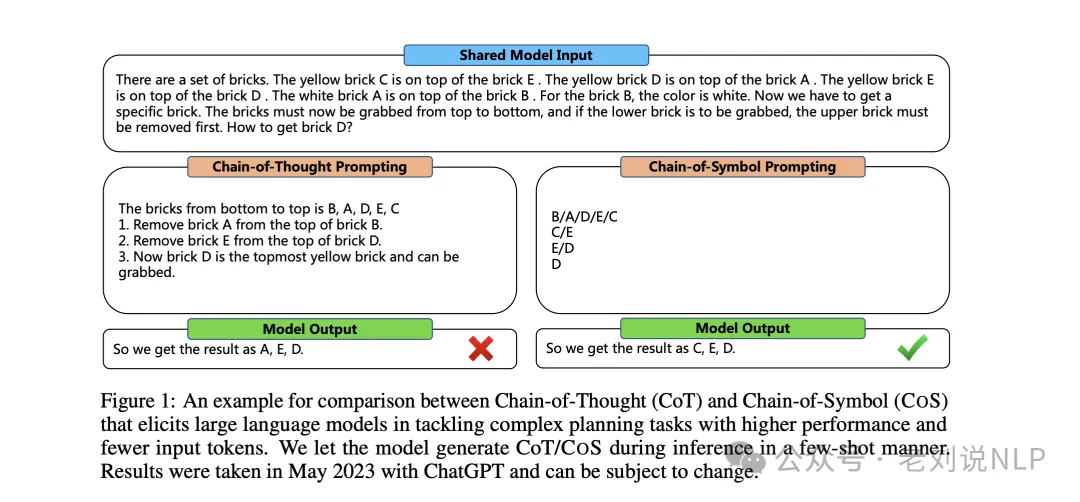 Shared Model Input
There are a set of bricks. The yellow brick C is on top of the brick E . The yellow brick D is on top of the brick A . The yellow brick E
is on top of the brick D . The white brick A is on top of the brick B . For the brick B, the color is white. Now we have to get a
specific brick. The bricks must now be grabbed from top to bottom, and if the lower brick is to be grabbed, the upper brick must
be removed first. How to get brick D?
Chain-of-Thought Prompting
The bricks from bottom to top is B, A, D, E, C
1. Remove brick A from the top of brick B.
2. Remove brick E from the top of brick D.
3. Now brick D is the topmost yellow brick and can be
grabbed.
Model Output
So we get the result as A, E, D.
Chain-of-Symbol Prompting
B/A/D/E/C
C/E
E/D
D
Model Output
So we get the result as C, E, D.
Figure 1: An example for comparison between Chain-of-Thought (CoT) and Chain-of-Symbol (COS)
that elicits large language models in tackling complex planning tasks with higher performance and
fewer input tokens. We let the model generate CoT/COS during inference in a few-shot manner.
Results were taken in May 2023 with ChatGPT and can be subject to change.
公众号 · 老刘说NLP